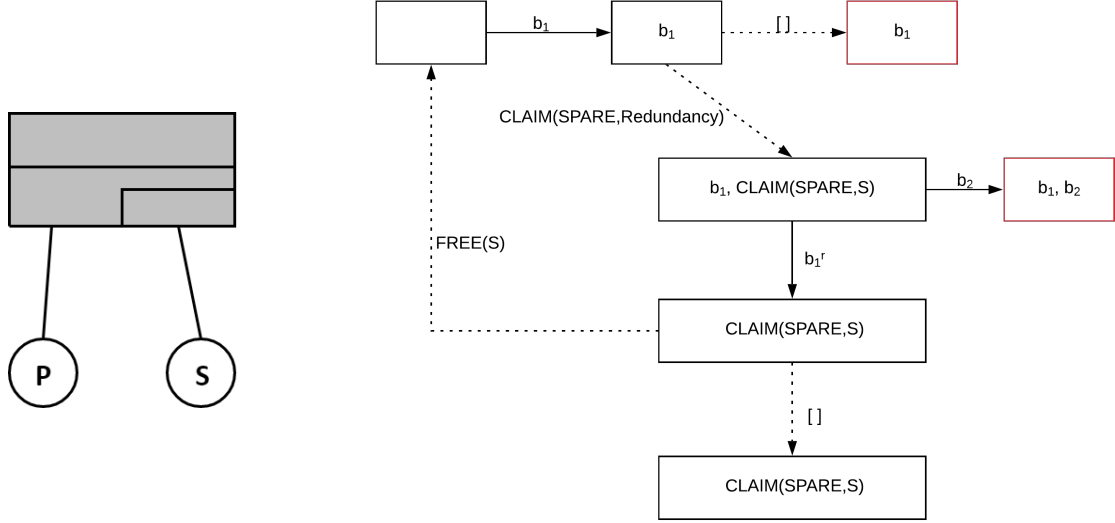 b₁
b₁
[ ]
b₁
CLAIM(SPARE,Redundancy)
b₁, CLAIM(SPARE,S)
b₂
b₁, b₂
FREE(S)
b₁ʳ
CLAIM(SPARE,S)
P
S
[ ]
CLAIM(SPARE,S)